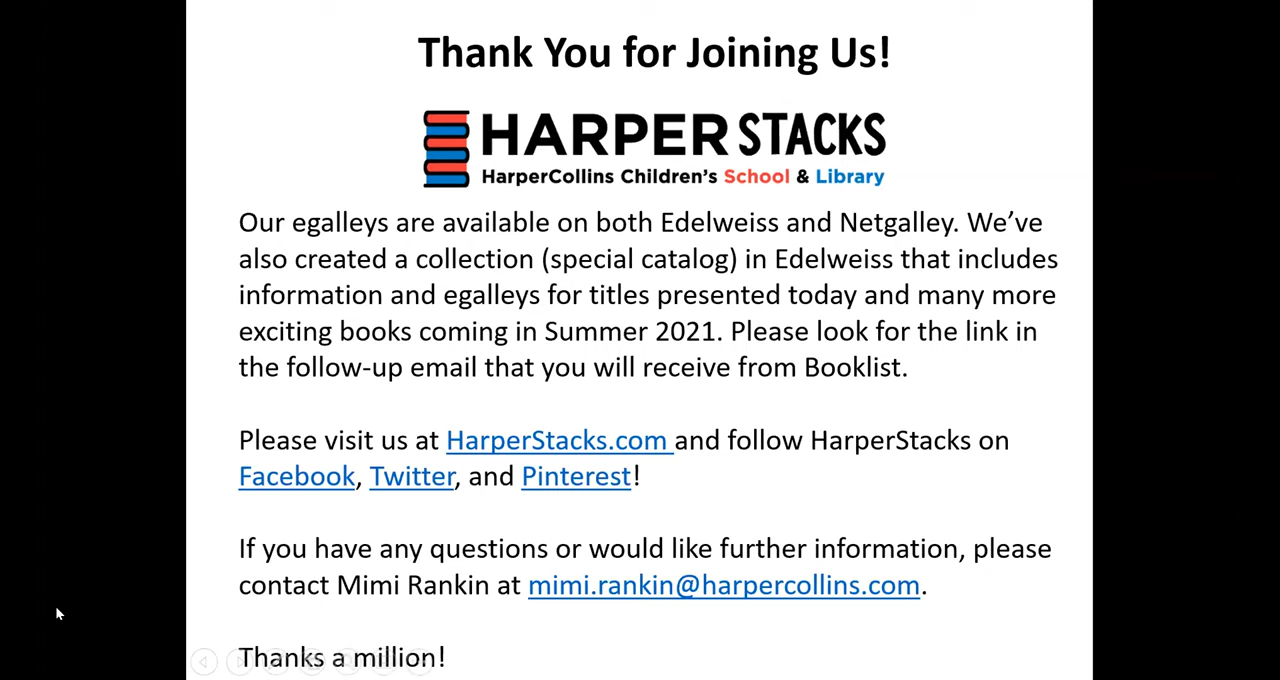 Thank You for Joining Us!
HARPER STACKS
HarperCollins Children's School & Library
Our egalleys are available on both Edelweiss and Netgalley. We’ve
also created a collection (special catalog) in Edelweiss that includes
information and egalleys for titles presented today and many more
exciting books coming in Summer 2021. Please look for the link in
the follow-up email that you will receive from Booklist.
Please visit us at HarperStacks.com and follow HarperStacks on
Facebook, Twitter, and Pinterest!
If you have any questions or would like further information, please
contact Mimi Rankin at mimi.rankin@harpercollins.com.
Thanks a million!